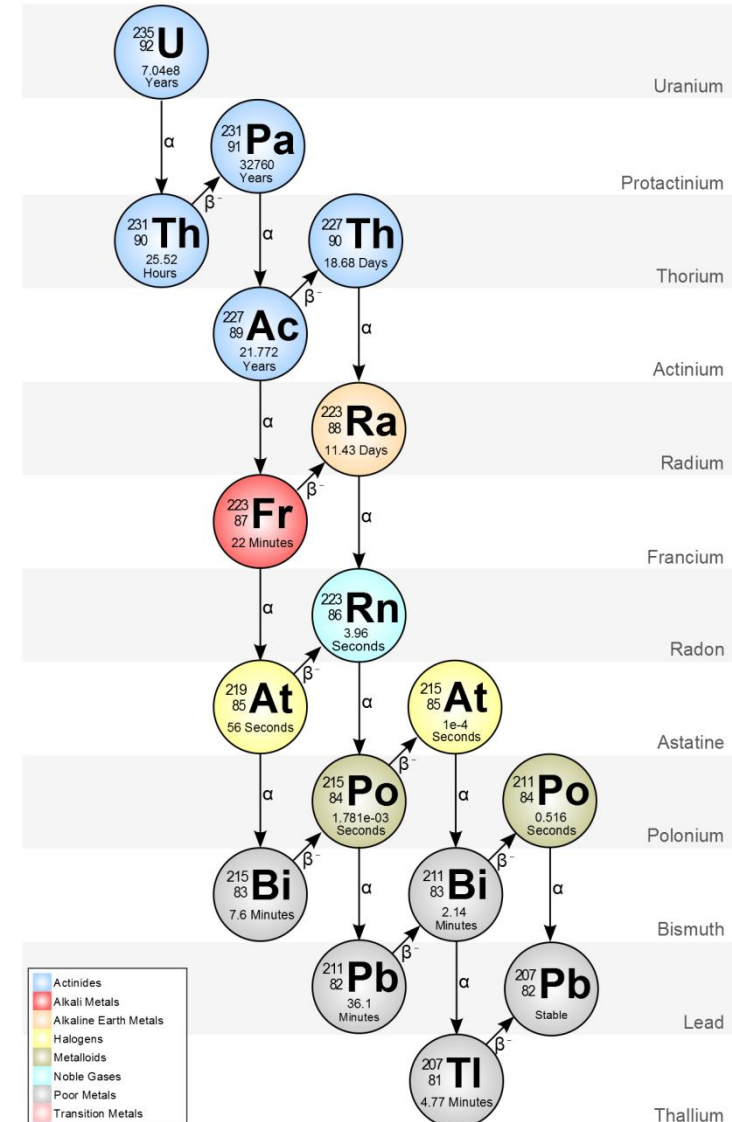 235
92 U
7.04e8
Years
Uranium
α
231
91 Pa
32760
Years
Protactinium
β⁻
231
90 Th
25.52
Hours
α
227
90 Th
18.68 Days
Thorium
β⁻
227
89 Ac
21.772
Years
α
Actinium
α
223
88 Ra
11.43 Days
Radium
β⁻
223
87 Fr
22 Minutes
α
Francium
α
223
86 Rn
3.96
Seconds
Radon
β⁻
219
85 At
56 Seconds
α
215
85 At
1e-4
Seconds
Astatine
β⁻
α
215
84 Po
1.781e-03
Seconds
α
211
84 Po
0.516
Seconds
Polonium
β⁻
β⁻
215
83 Bi
7.6 Minutes
α
211
83 Bi
2.14
Minutes
α
Bismuth
β⁻
211
82 Pb
36.1
Minutes
α
207
82 Pb
Stable
Lead
β⁻
207
81 Tl
4.77 Minutes
Thallium
Actinides
Alkali Metals
Alkaline Earth Metals
Halogens
Metalloids
Noble Gases
Poor Metals
Transition Metals